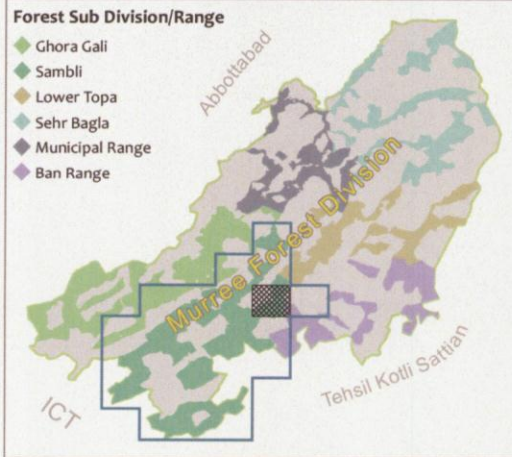 Forest Sub Division/Range
Ghora Gali
Sambli
Lower Topa
Sehr Bagla
Municipal Range
Ban Range
Abbottabad
Murree Forest Division
Tehsil Kotli Sattian
ICT